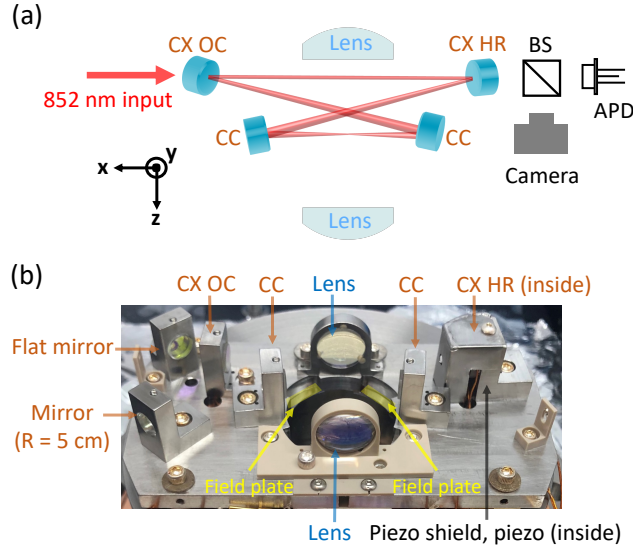 (a)
CX OC
Lens
CX HR
BS
852 nm input
APD
CC
CC
Camera
x
y
z
Lens
(b)
CX OC
CC
Lens
CC
CX HR (inside)
Flat mirror
Mirror
(R = 5 cm)
Field plate
Field plate
Lens
Piezo shield, piezo (inside)